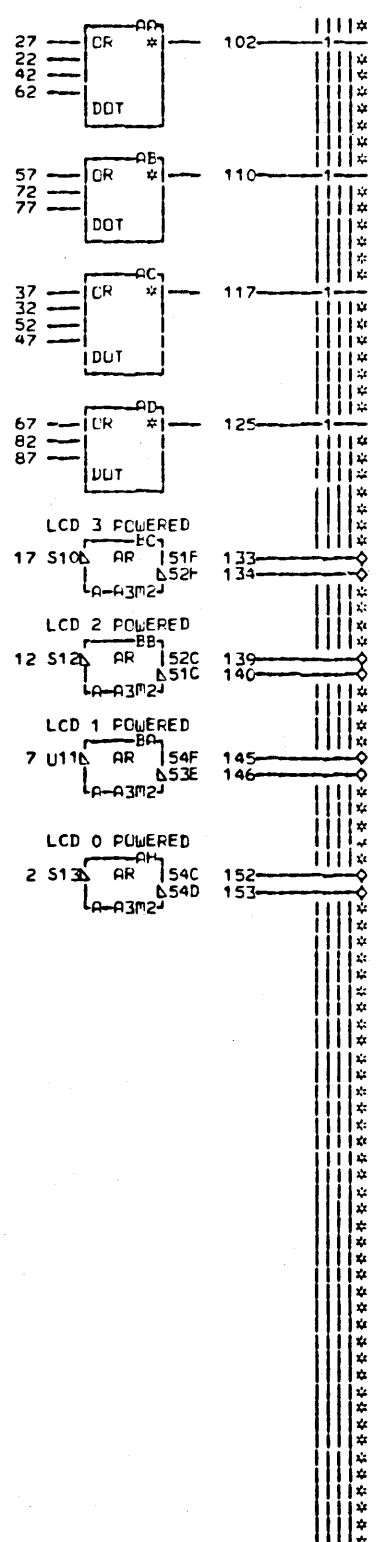 AA
27 OR * 102 1
22
42
62
DOT
AB
57 OR * 110 1
72
77
DOT
AC
37 OR * 117 1
32
52
47
DOT
AD
67 OR * 125 1
82
87
DOT
LCD 3 POWERED
BC
17 S10 AR 51F 133
52F 134
A-A3M2
LCD 2 POWERED
BB
12 S12 AR 52C 139
51C 140
A-A3M2
LCD 1 POWERED
BA
7 U11 AR 54F 145
53E 146
A-A3M2
LCD 0 POWERED
AH
2 S13 AR 54C 152
54D 153
A-A3M2